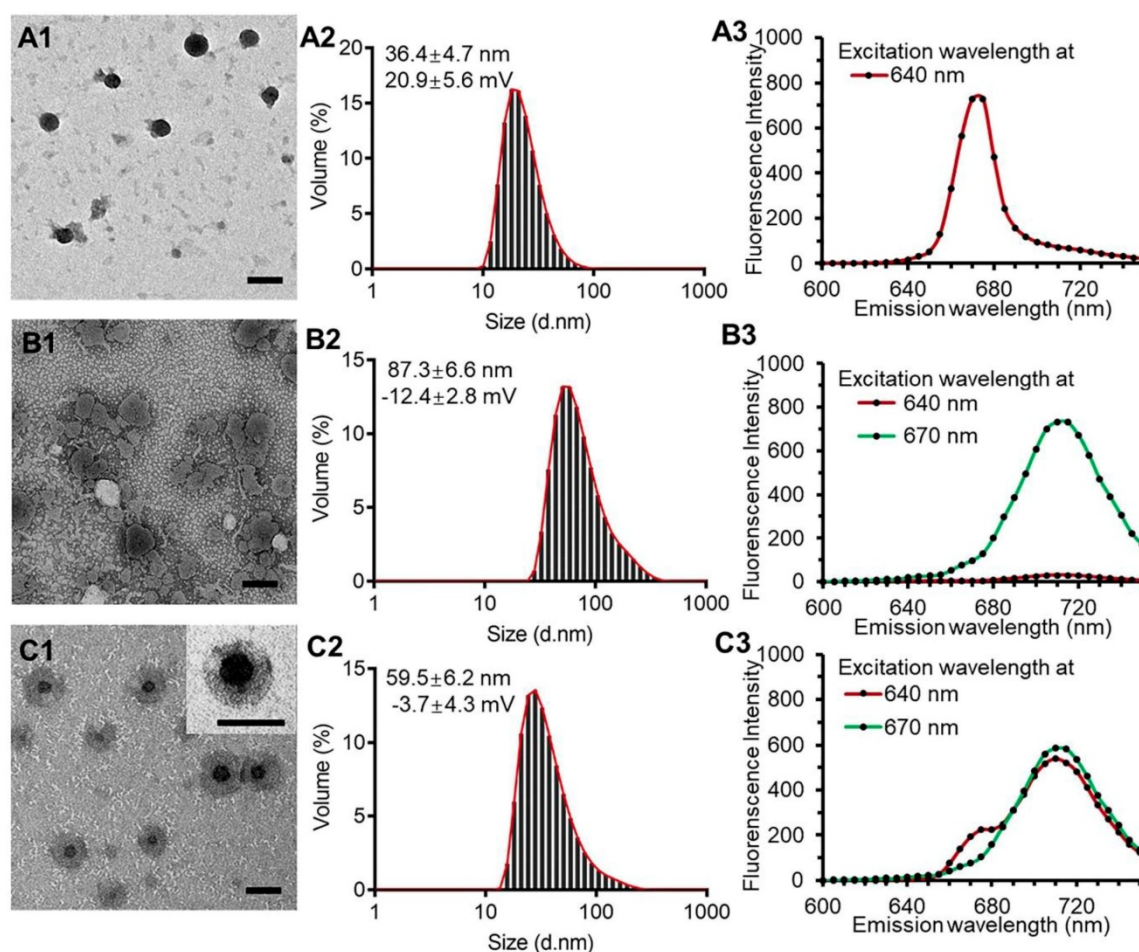 A1
A2
36.4±4.7 nm
20.9±5.6 mV
Volume (%)
20
15
10
5
0
1
10
100
1000
Size (d.nm)
A3
Excitation wavelength at
640 nm
Fluorescence Intensity
1000
800
600
400
200
0
600
640
680
720
Emission wavelength (nm)
B1
B2
87.3±6.6 nm
-12.4±2.8 mV
Volume (%)
15
10
5
0
1
10
100
1000
Size (d.nm)
B3
Excitation wavelength at
640 nm
670 nm
Fluorescence Intensity
1000
800
600
400
200
0
600
640
680
720
Emission wavelength (nm)
C1
C2
59.5±6.2 nm
-3.7±4.3 mV
Volume (%)
15
10
5
0
1
10
100
1000
Size (d.nm)
C3
Excitation wavelength at
640 nm
670 nm
Fluorescence Intensity
1000
800
600
400
200
0
600
640
680
720
Emission wavelength (nm)